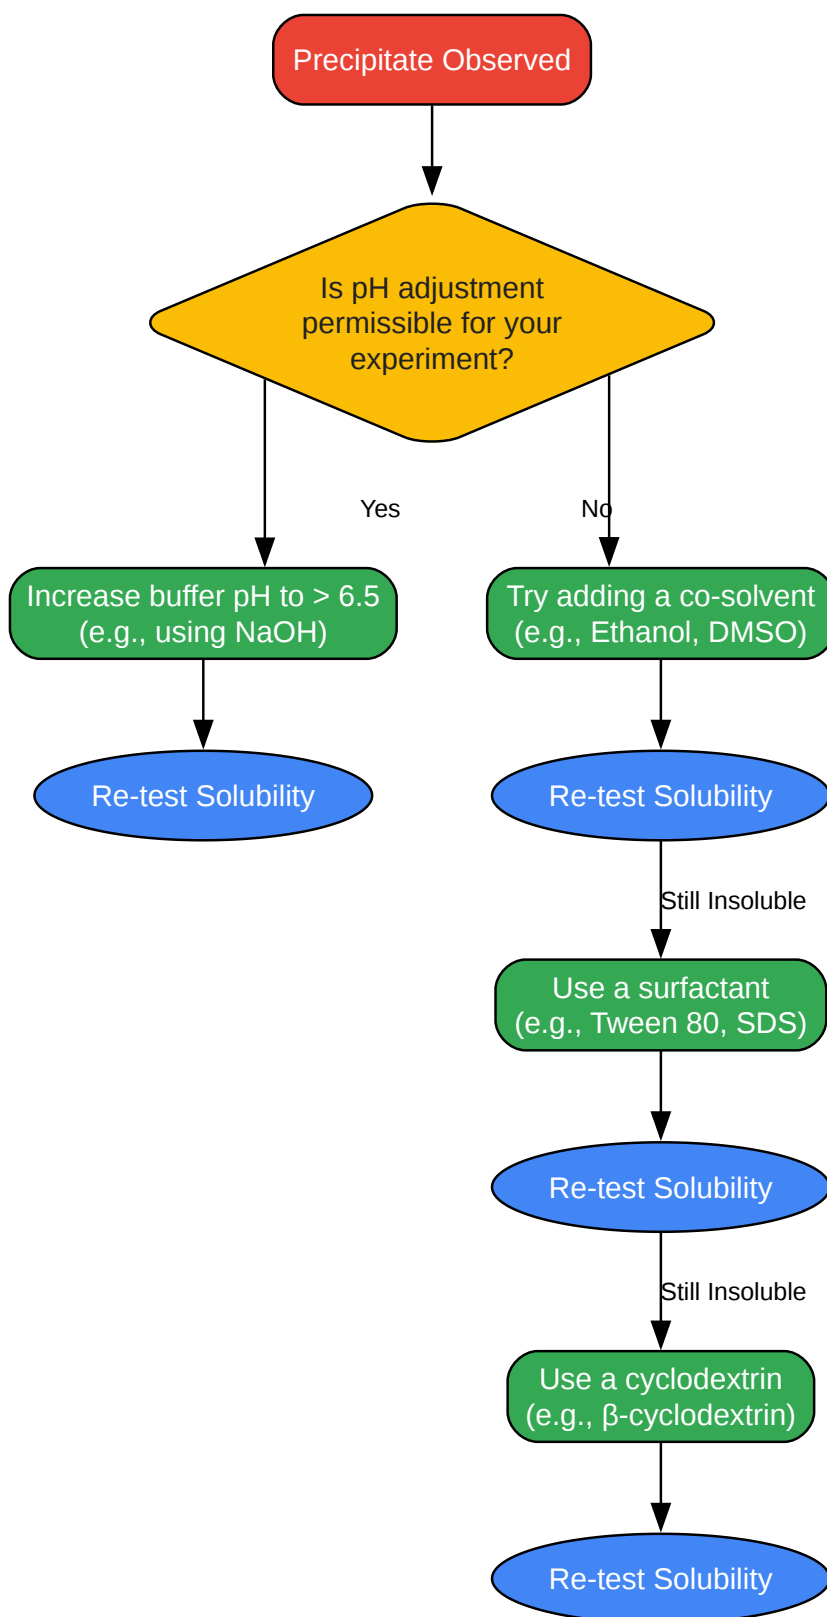 Precipitate Observed
Is pH adjustment
permissible for your
experiment?
Yes
No
Increase buffer pH to > 6.5
(e.g., using NaOH)
Try adding a co-solvent
(e.g., Ethanol, DMSO)
Re-test Solubility
Re-test Solubility
Still Insoluble
Use a surfactant
(e.g., Tween 80, SDS)
Re-test Solubility
Still Insoluble
Use a cyclodextrin
(e.g., β-cyclodextrin)
Re-test Solubility